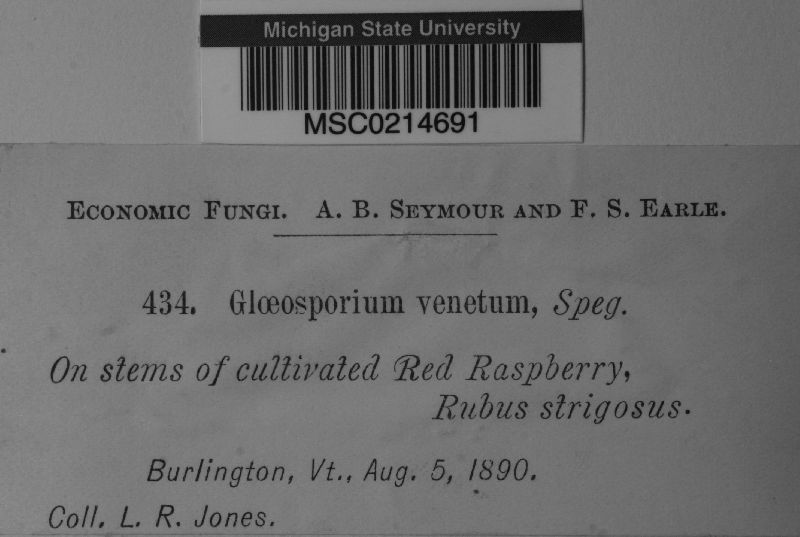 Michigan State University
MSC0214691
Economic Fungi. A. B. Seymour and F. S. Earle.
434. Glœosporium venetum, Speg.
On stems of cultivated Red Raspberry,
Rubus strigosus.
Burlington, Vt., Aug. 5, 1890.
Coll. L. R. Jones.